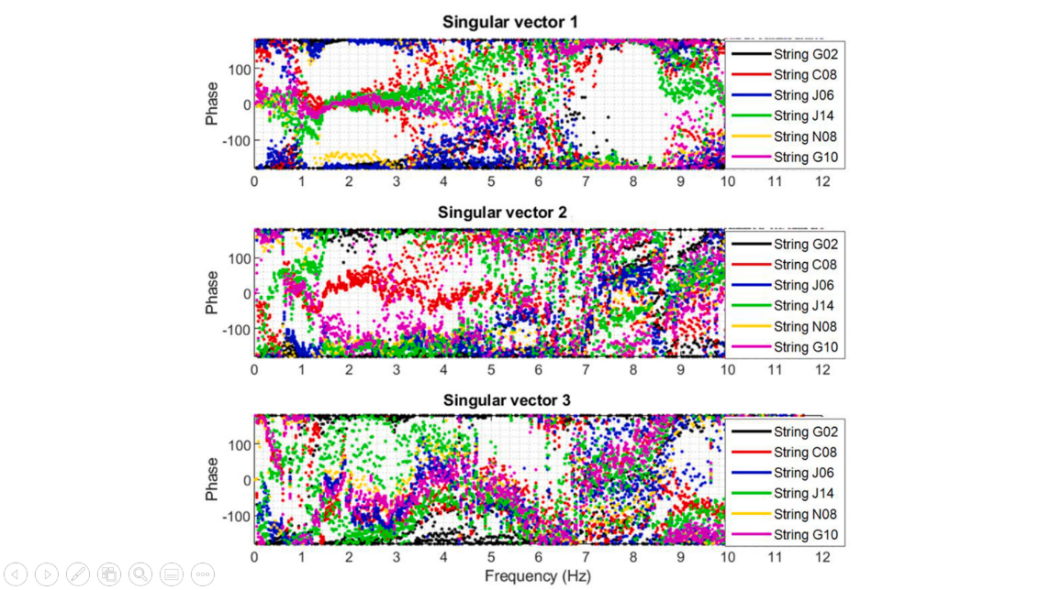 Singular vector 1
Phase
100
0
-100
0 1 2 3 4 5 6 7 8 9 10 11 12
String G02
String C08
String J06
String J14
String N08
String G10
Singular vector 2
Phase
100
0
-100
0 1 2 3 4 5 6 7 8 9 10 11 12
String G02
String C08
String J06
String J14
String N08
String G10
Singular vector 3
Phase
100
0
-100
0 1 2 3 4 5 6 7 8 9 10 11 12
String G02
String C08
String J06
String J14
String N08
String G10
Frequency (Hz)